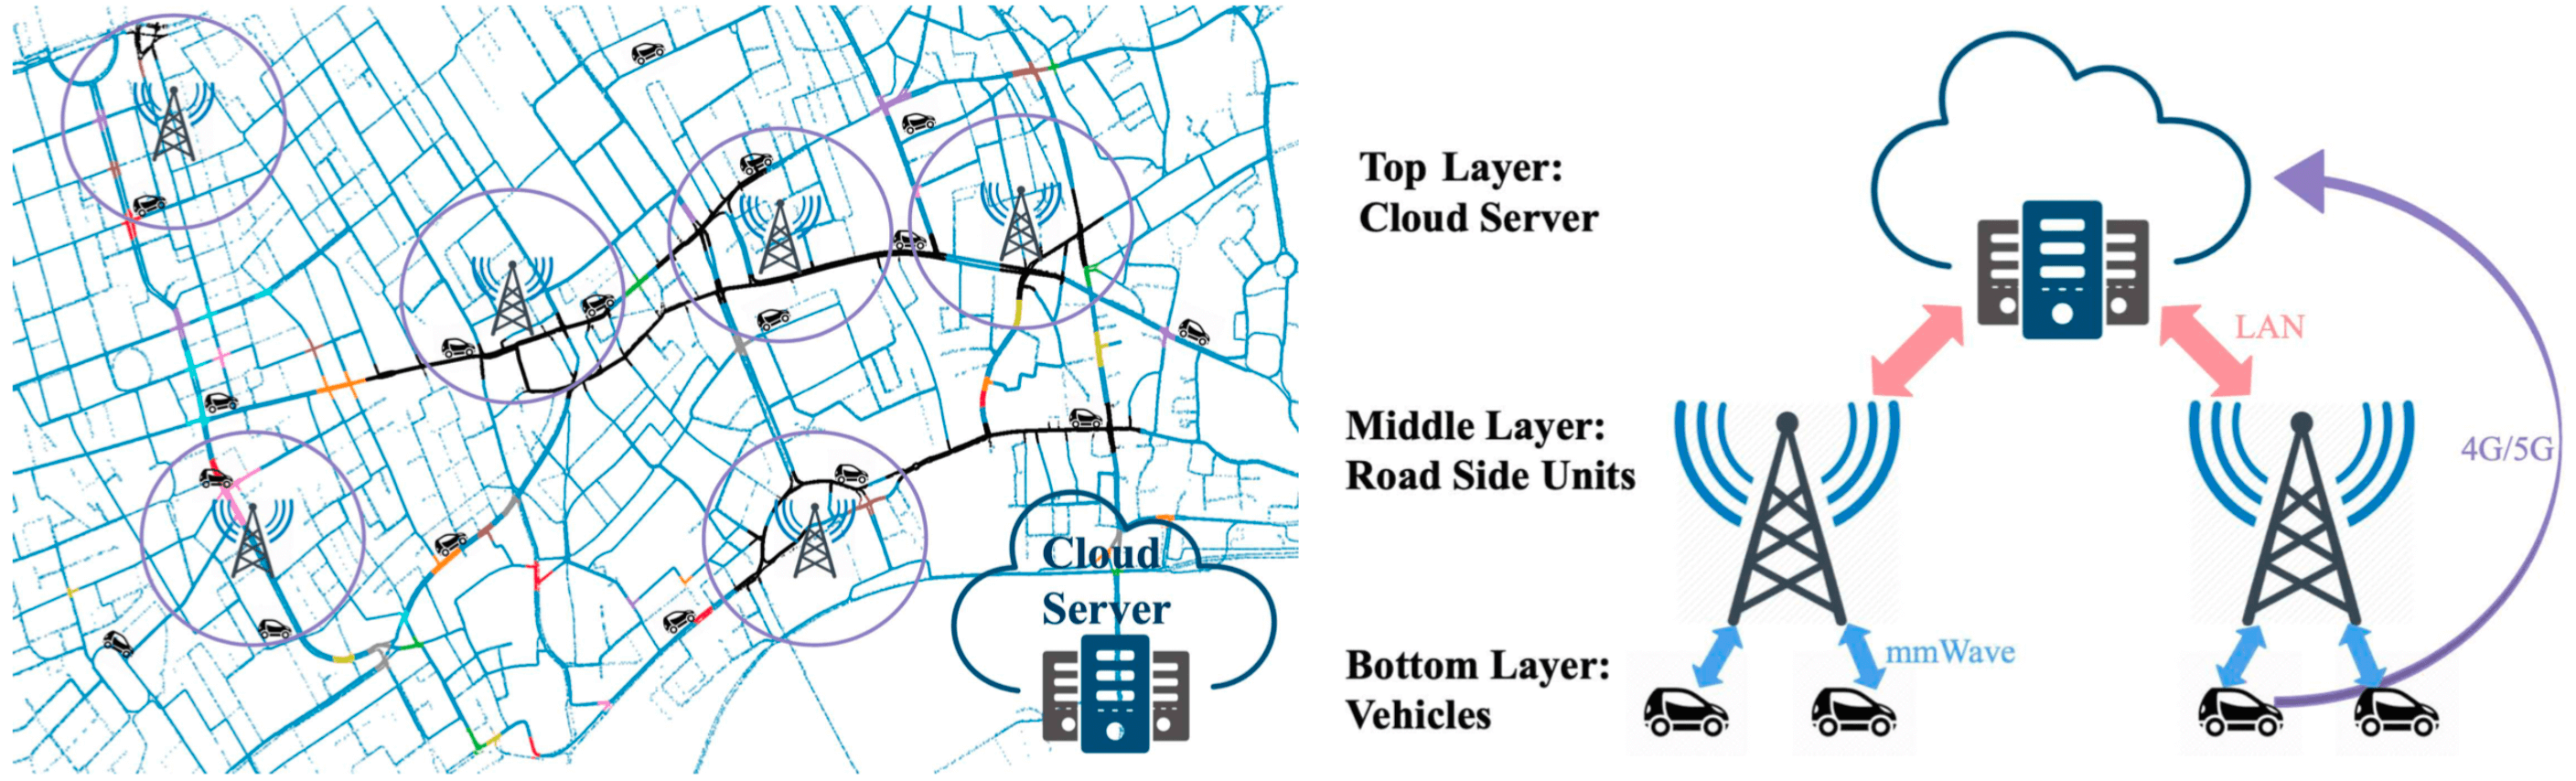 Cloud
Server
Top Layer:
Cloud Server
LAN
Middle Layer:
Road Side Units
4G/5G
mmWave
Bottom Layer:
Vehicles